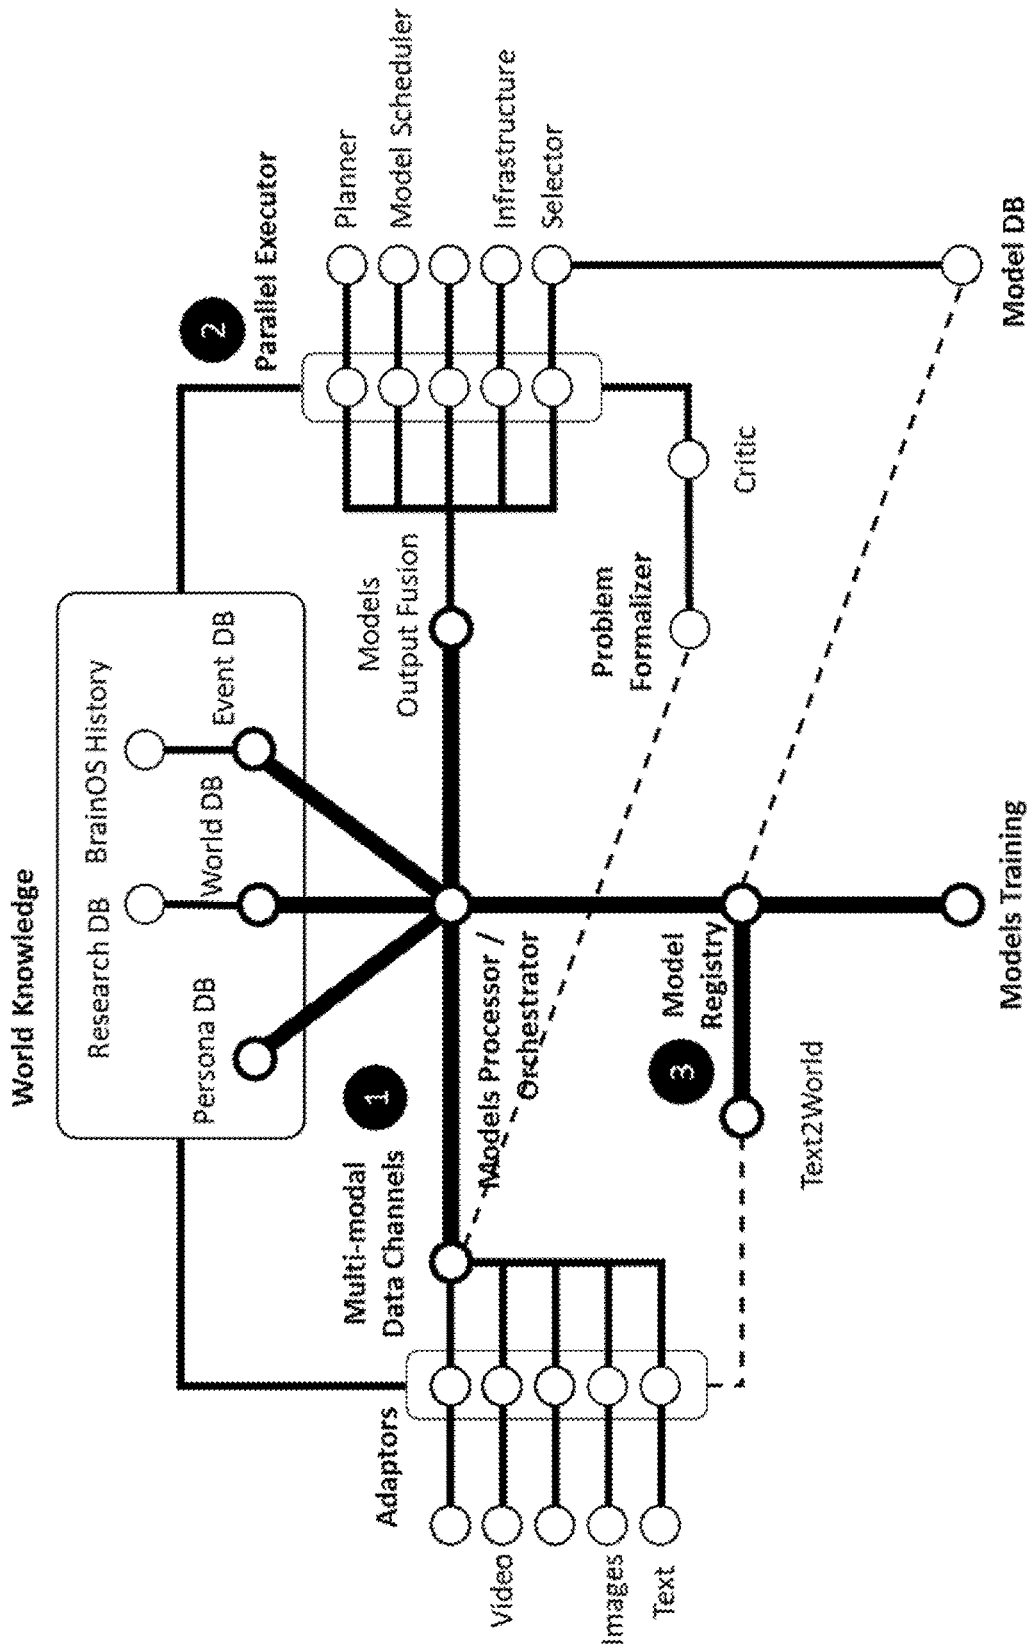 World Knowledge
Research DB
BrainOS History
Persona DB
World DB
Event DB
1
2
Multi-modal
Data Channels
Adaptors
Video
Images
Text
Models Processor /
Orchestrator
Models
Output Fusion
Parallel Executor
Planner
Model Scheduler
Infrastructure
Selector
Problem
Formalizer
Critic
3
Model
Registry
Text2World
Models Training
Model DB